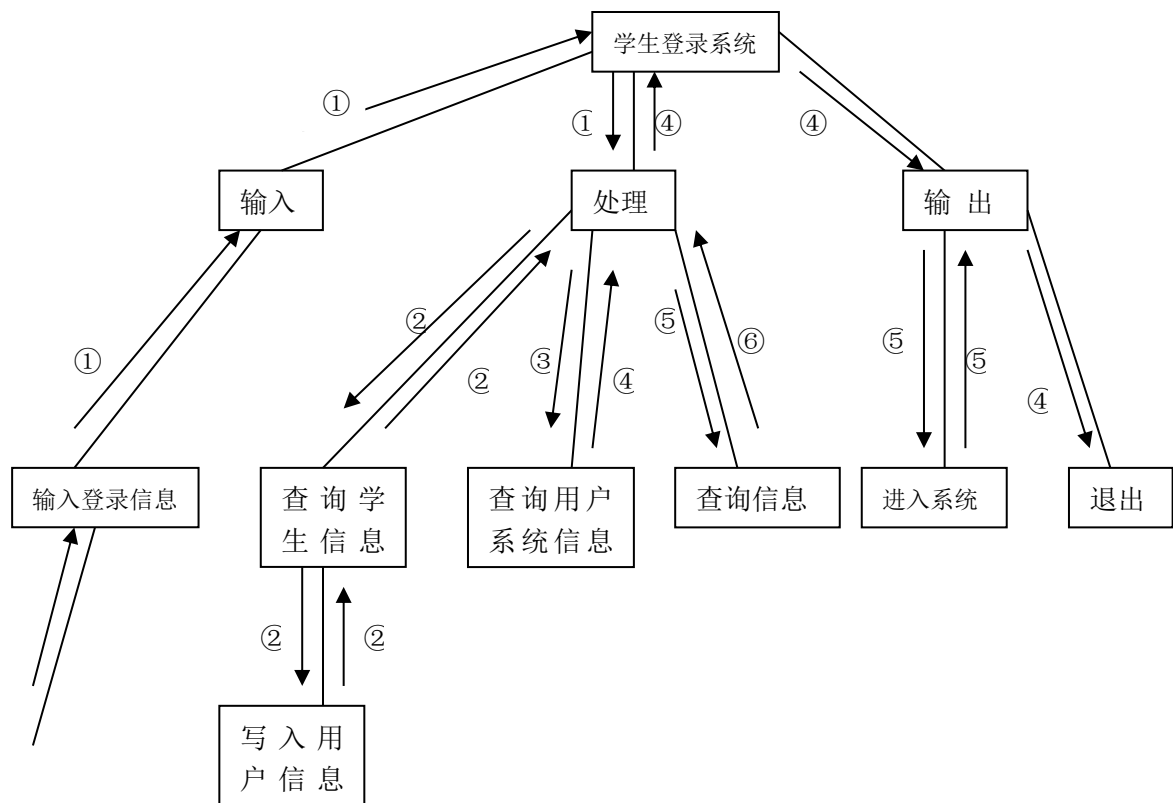 学生登录系统
①
①
④
④
输入
处理
输出
①
②
②
③
④
⑤
⑥
⑤
⑤
④
输入登录信息
查询学
生信息
查询用户
系统信息
查询信息
进入系统
退出
②
②
写入用
户信息